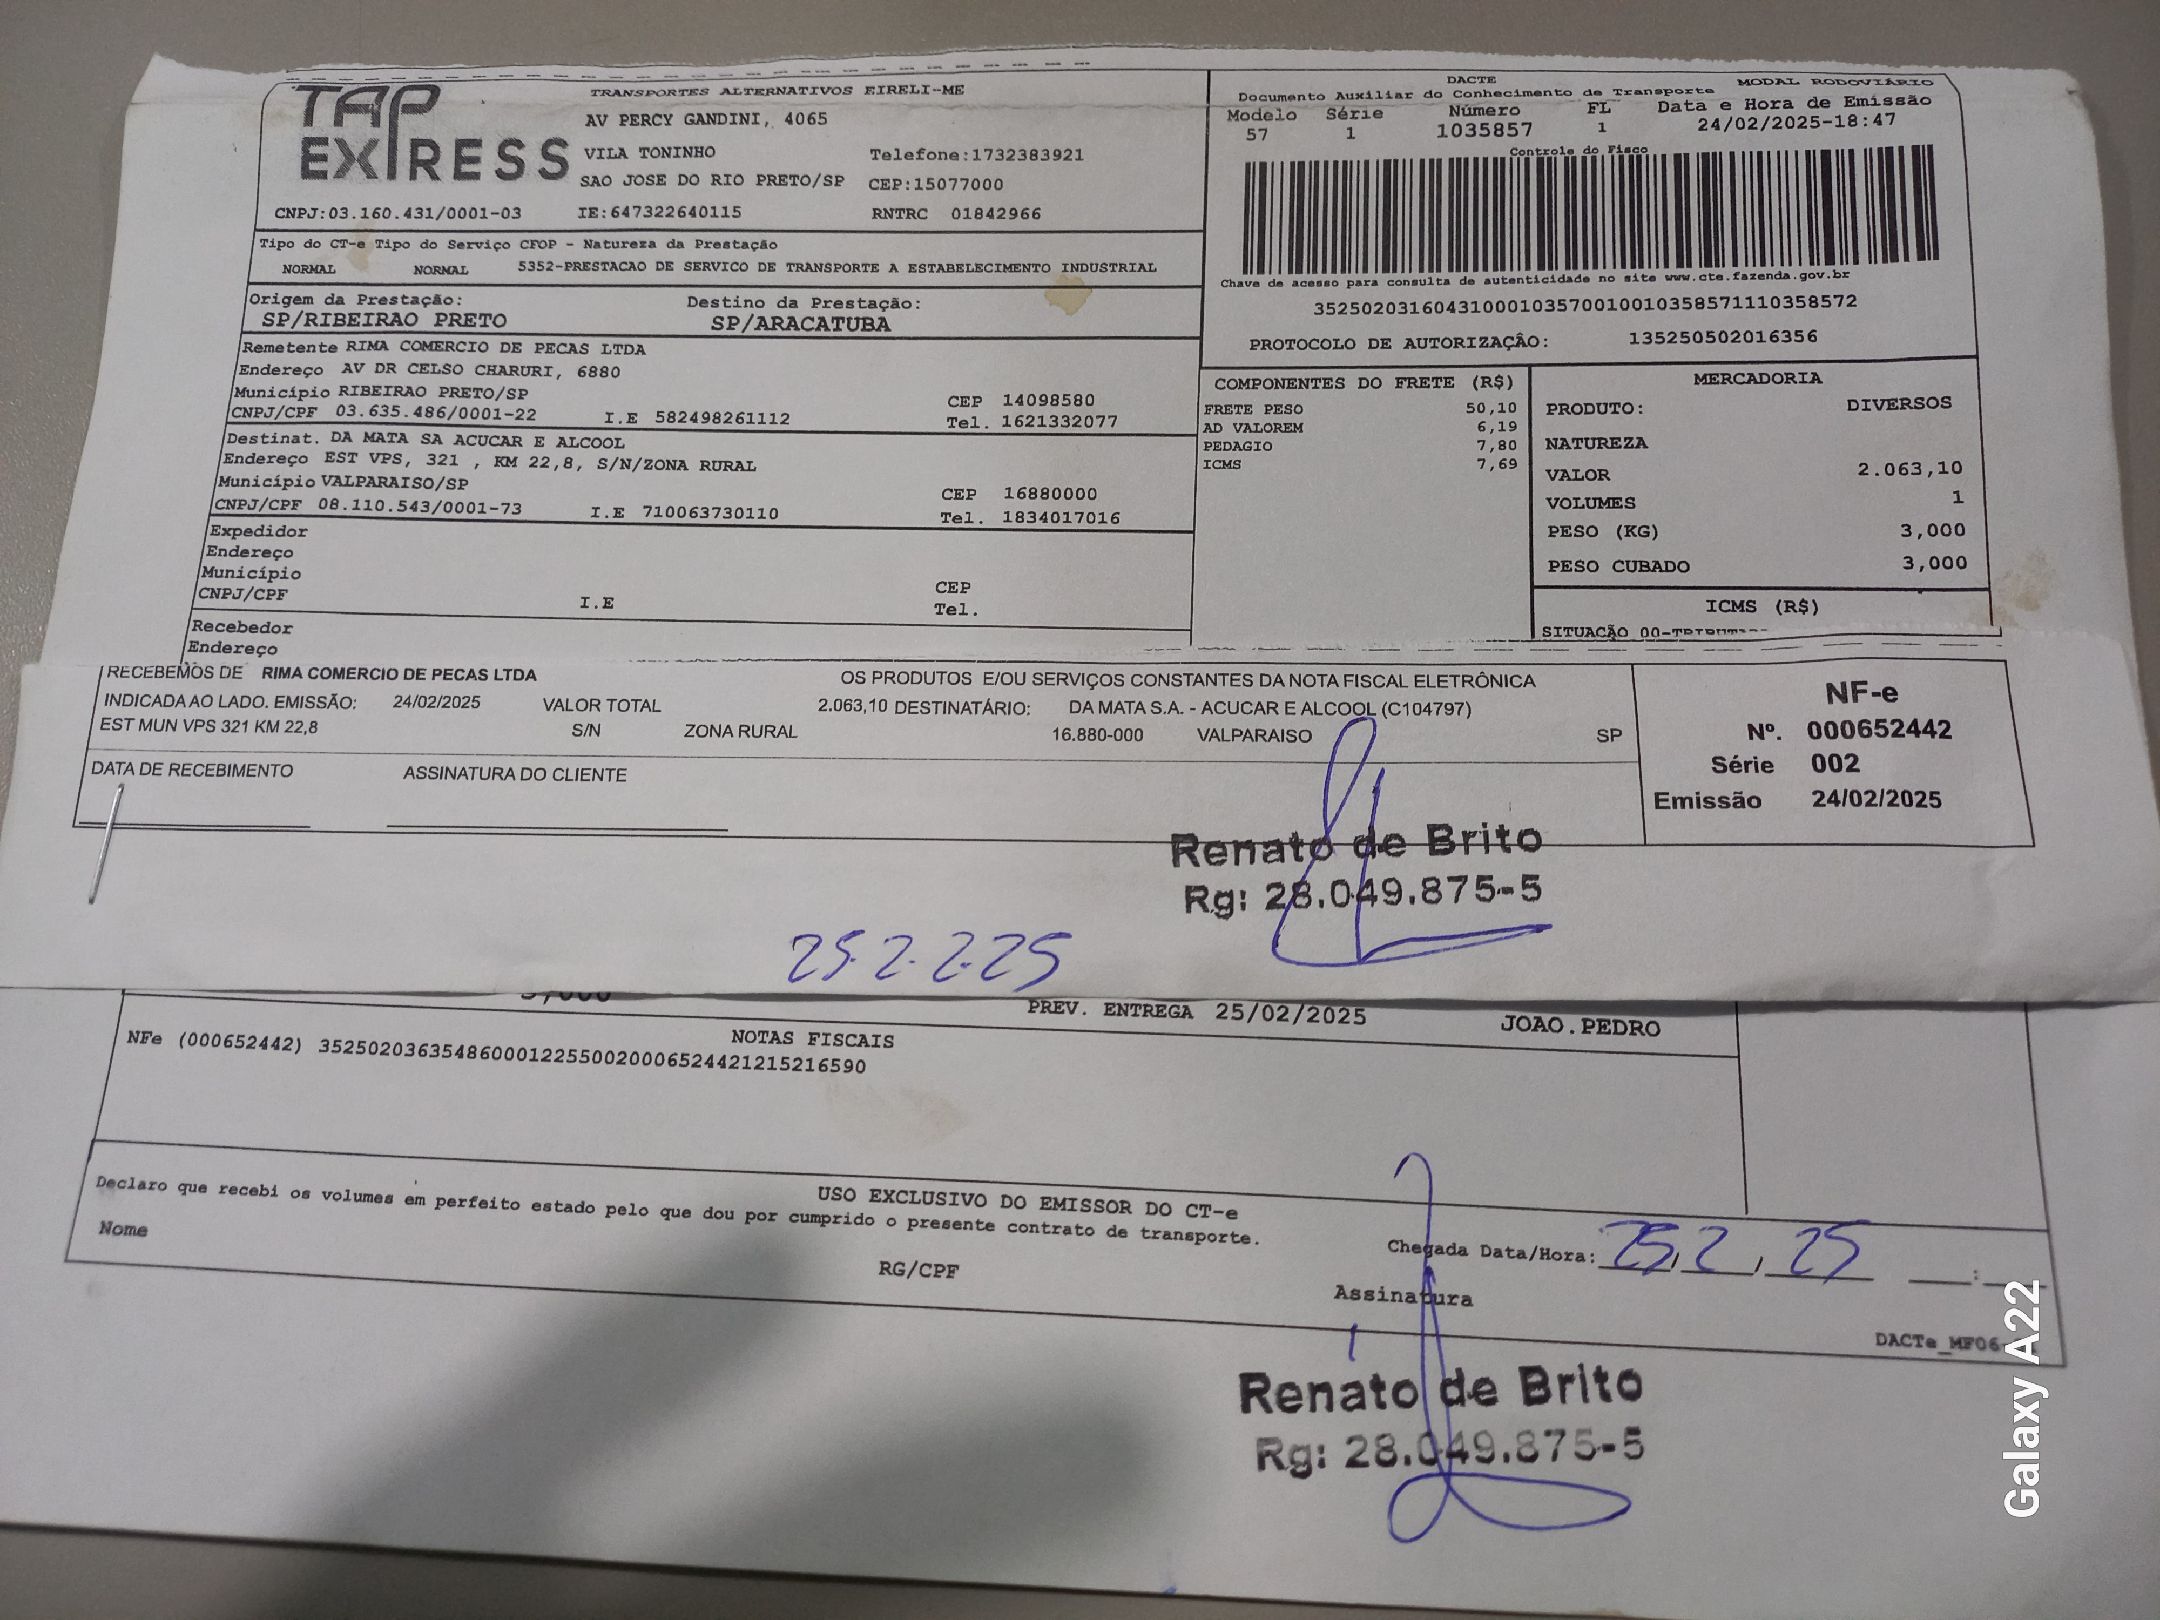 TAP EXPRESS
TRANSPORTES ALTERNATIVOS EIRELI-ME
AV PERCY GANDINI, 4065
VILA TONINHO Telefone:1732383921
SAO JOSE DO RIO PRETO/SP CEP:15077000
CNPJ:03.160.431/0001-03 IE:647322640115 RNTRC 01842966
DACTE MODAL RODOVIÁRIO
Documento Auxiliar do Conhecimento de Transporte
Modelo Série Número FL Data e Hora de Emissão
57 1 1035857 1 24/02/2025-18:47
Controle do Fisco
Chave de acesso para consulta de autenticidade no site www.cte.fazenda.gov.br
35250203160431000103570010010358571110358572
PROTOCOLO DE AUTORIZAÇÃO: 135250502016356
Tipo do CT-e Tipo do Serviço CFOP - Natureza da Prestação
NORMAL NORMAL 5352-PRESTACAO DE SERVICO DE TRANSPORTE A ESTABELECIMENTO INDUSTRIAL
Origem da Prestação: Destino da Prestação:
SP/RIBEIRAO PRETO SP/ARACATUBA
Remetente RIMA COMERCIO DE PECAS LTDA
Endereço AV DR CELSO CHARURI, 6880
Município RIBEIRAO PRETO/SP CEP 14098580
CNPJ/CPF 03.635.486/0001-22 I.E 582498261112 Tel. 1621332077
Destinat. DA MATA SA ACUCAR E ALCOOL
Endereço EST VPS, 321 , KM 22,8, S/N/ZONA RURAL
Município VALPARAISO/SP CEP 16880000
CNPJ/CPF 08.110.543/0001-73 I.E 710063730110 Tel. 1834017016
Expedidor
Endereço
Município CEP
CNPJ/CPF I.E Tel.
Recebedor
Endereço
COMPONENTES DO FRETE (R$)
FRETE PESO 50,10
AD VALOREM 6,19
PEDAGIO 7,80
ICMS 7,69
MERCADORIA
PRODUTO: DIVERSOS
NATUREZA
VALOR 2.063,10
VOLUMES 1
PESO (KG) 3,000
PESO CUBADO 3,000
ICMS (R$)
SITUAÇÃO 00-
RECEBEMOS DE RIMA COMERCIO DE PECAS LTDA OS PRODUTOS E/OU SERVIÇOS CONSTANTES DA NOTA FISCAL ELETRÔNICA
INDICADA AO LADO. EMISSÃO: 24/02/2025 VALOR TOTAL 2.063,10 DESTINATÁRIO: DA MATA S.A. - ACUCAR E ALCOOL (C104797)
EST MUN VPS 321 KM 22,8 S/N ZONA RURAL 16.880-000 VALPARAISO SP
DATA DE RECEBIMENTO ASSINATURA DO CLIENTE
NF-e
Nº. 000652442
Série 002
Emissão 24/02/2025
Renato de Brito
Rg: 28.049.875-5
25.2.225
3,000
PREV. ENTREGA 25/02/2025 JOAO.PEDRO
NOTAS FISCAIS
NFe (000652442) 35250203635486000122550020006524421215216590
USO EXCLUSIVO DO EMISSOR DO CT-e
Declaro que recebi os volumes em perfeito estado pelo que dou por cumprido o presente contrato de transporte.
Nome RG/CPF Assinatura
Chegada Data/Hora: 25, 2, 25 :
DACTe_MF06
Renato de Brito
Rg: 28.049.875-5
Galaxy A22